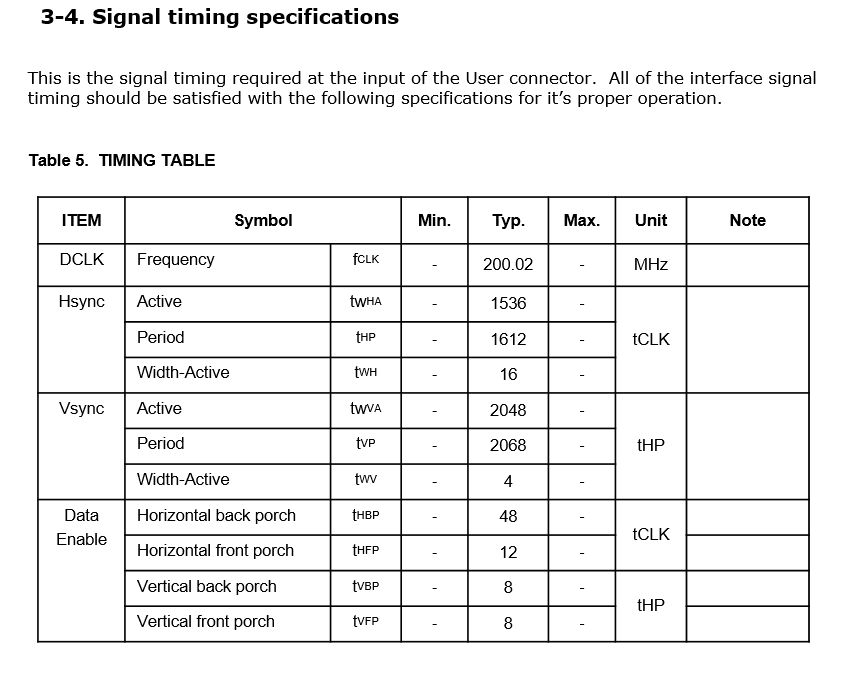 3-4. Signal timing specifications
This is the signal timing required at the input of the User connector.  All of the interface signal
timing should be satisfied with the following specifications for it’s proper operation.
Table 5.  TIMING TABLE
ITEM Symbol Min. Typ. Max. Unit Note
DCLK Frequency fCLK - 200.02 - MHz
Hsync Active twHA - 1536 - tCLK
Period tHP - 1612 -
Width-Active tWH - 16 -
Vsync Active twVA - 2048 - tHP
Period tVP - 2068 -
Width-Active tWV - 4 -
Data Enable Horizontal back porch tHBP - 48 - tCLK
Horizontal front porch tHFP - 12 -
Vertical back porch tVBP - 8 - tHP
Vertical front porch tVFP - 8 -